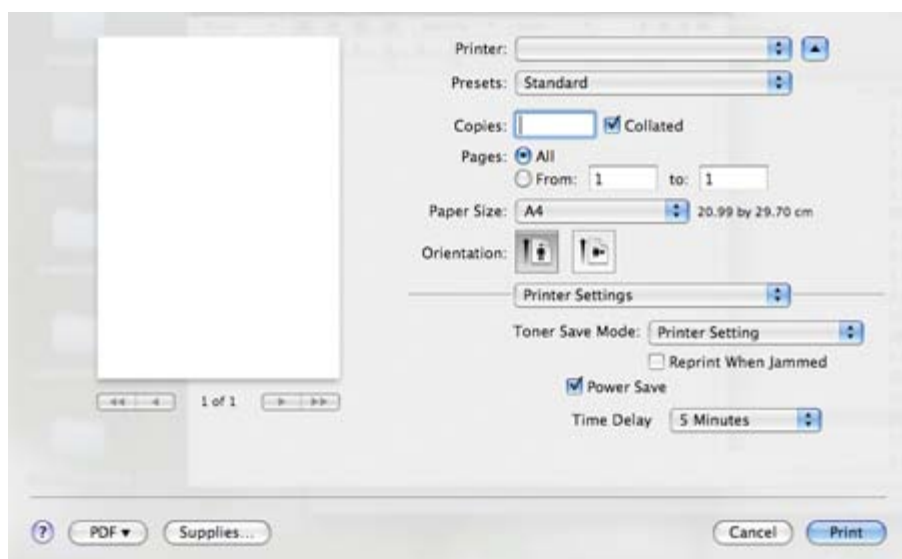 Printer:
Presets: Standard
Copies: Collated
Pages: All
From: 1 to: 1
Paper Size: A4 20.99 by 29.70 cm
Orientation:
Printer Settings
Toner Save Mode: Printer Setting
Reprint When Jammed
Power Save
Time Delay 5 Minutes
1 of 1
? PDF Supplies... Cancel Print